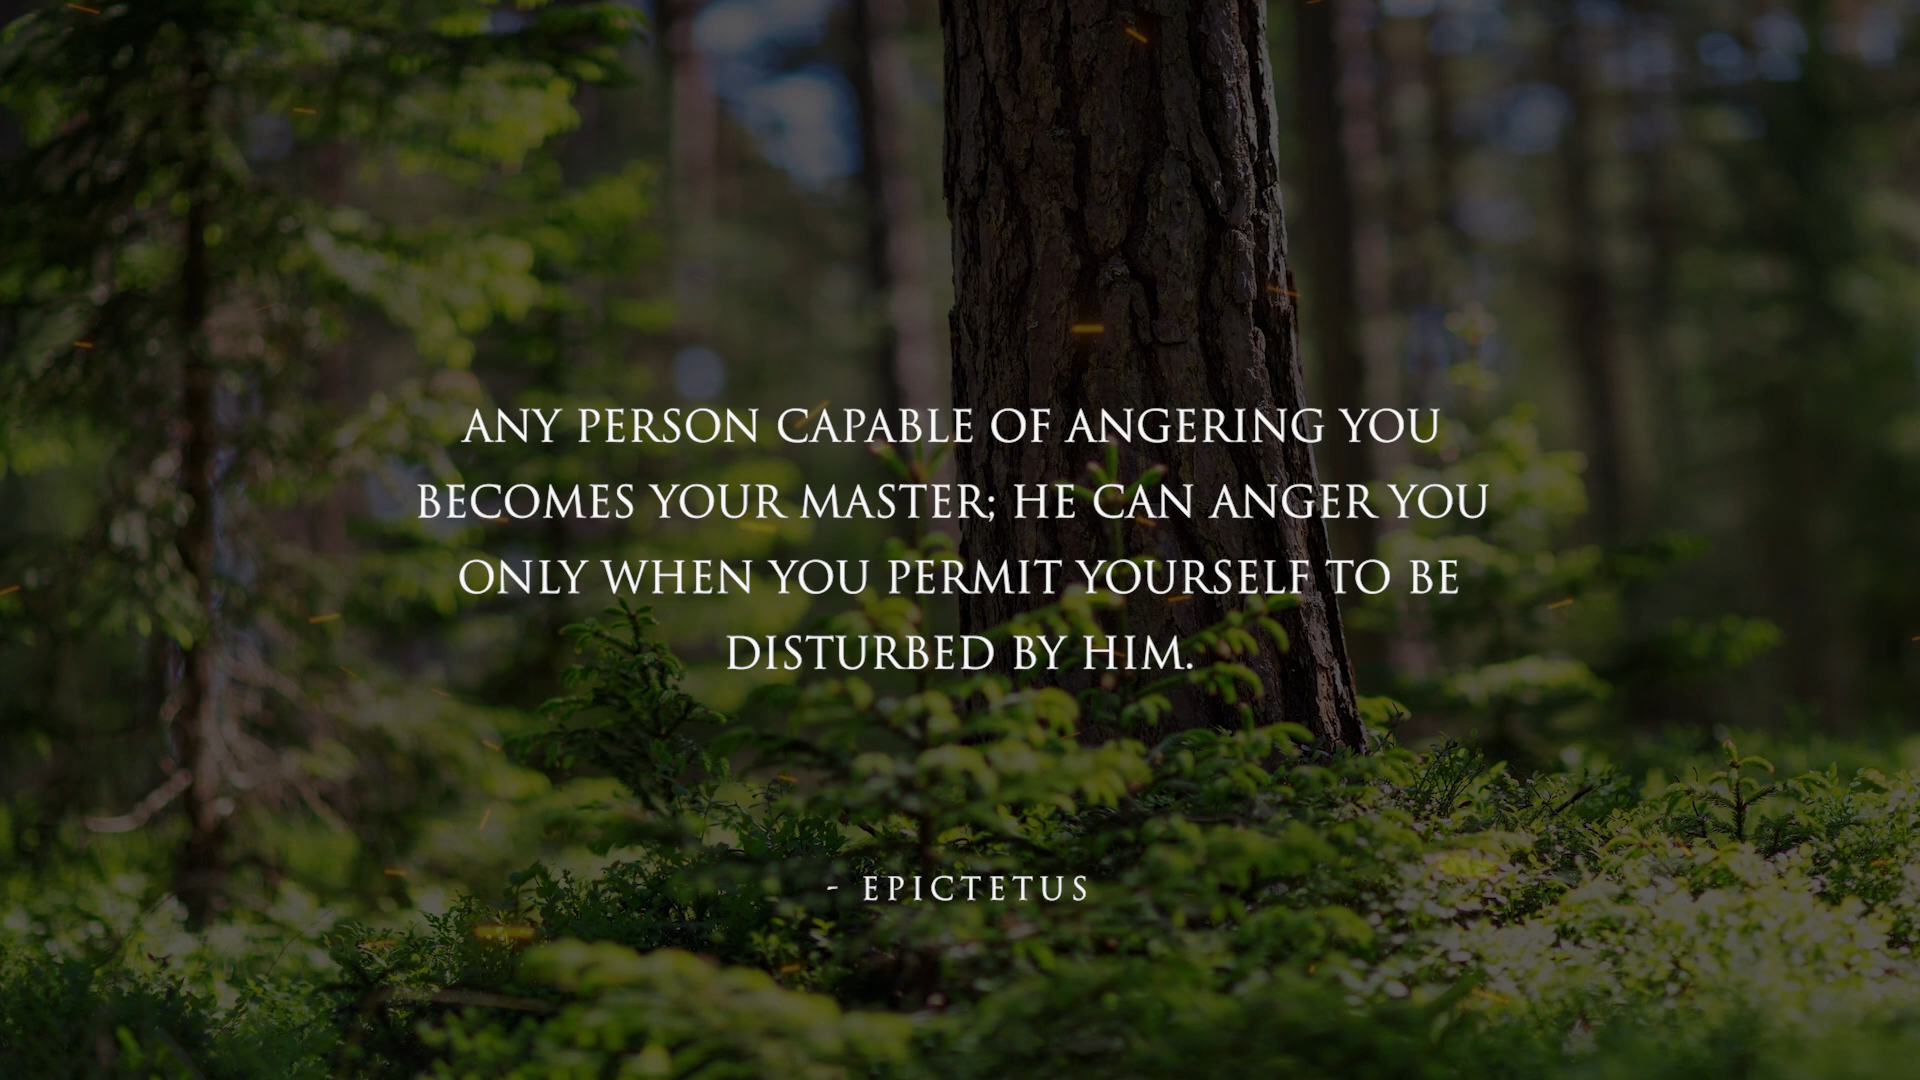 ANY PERSON CAPABLE OF ANGERING YOU
BECOMES YOUR MASTER; HE CAN ANGER YOU
ONLY WHEN YOU PERMIT YOURSELF TO BE
DISTURBED BY HIM.
- EPICTETUS